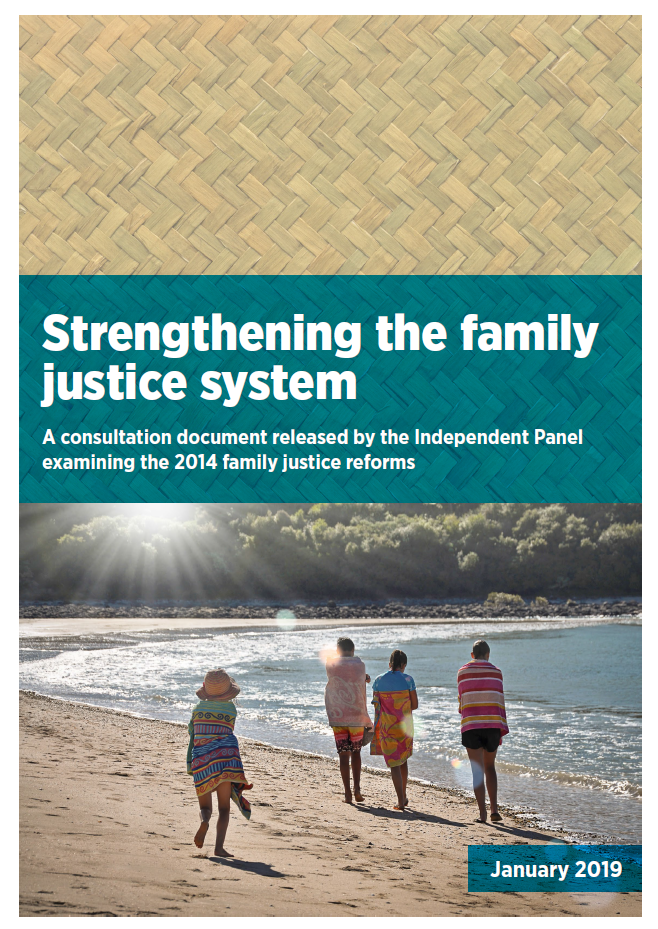 Strengthening the family
justice system
A consultation document released by the Independent Panel
examining the 2014 family justice reforms
January 2019